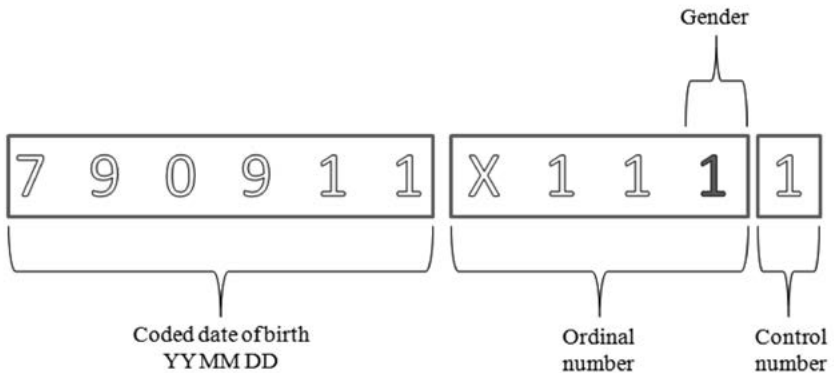 Gender
7 9 0 9 1 1 X 1 1 1 1
Coded date of birth
YY MM DD
Ordinal
number
Control
number